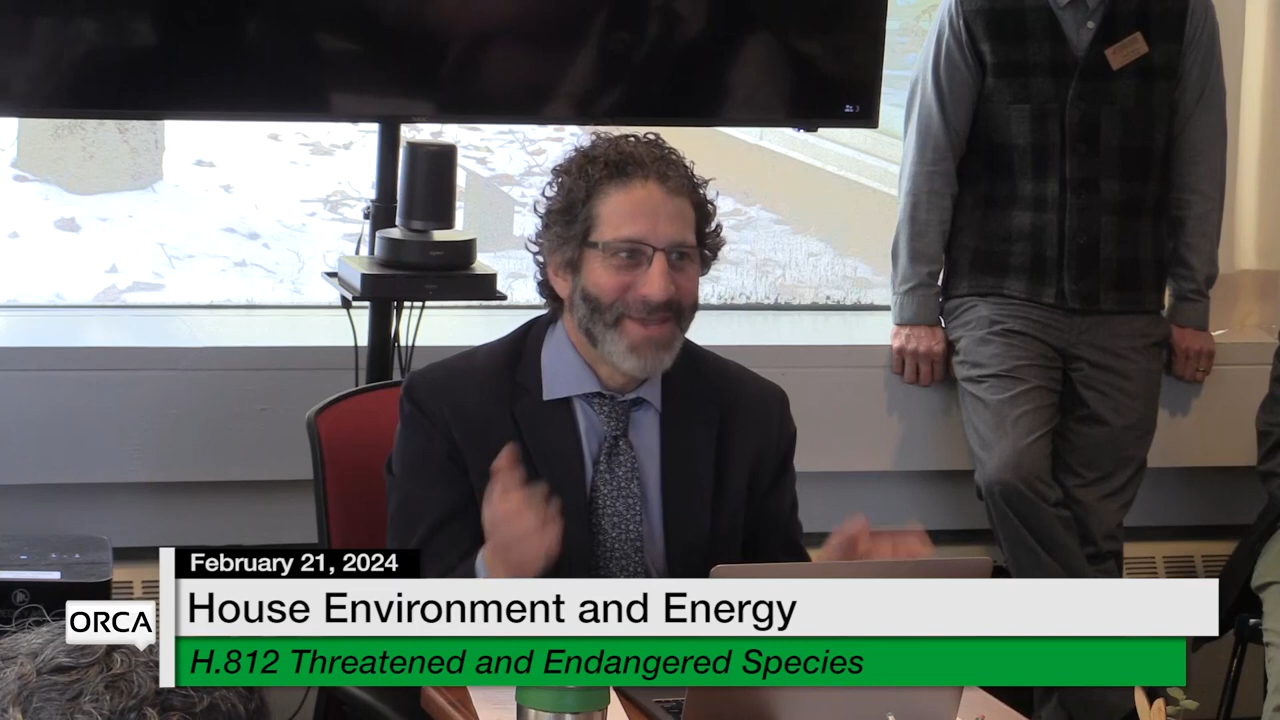 February 21, 2024
House Environment and Energy
ORCA
H.812 Threatened and Endangered Species